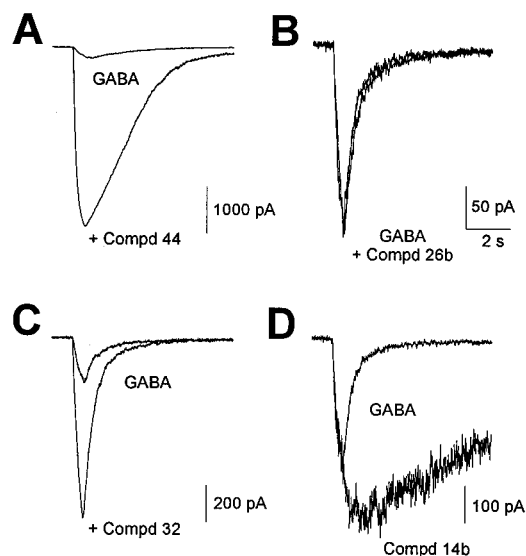 A
GABA
1000 pA
+ Compd 44
B
50 pA
2 s
GABA
+ Compd 26b
C
GABA
200 pA
+ Compd 32
D
GABA
100 pA
Compd 14b